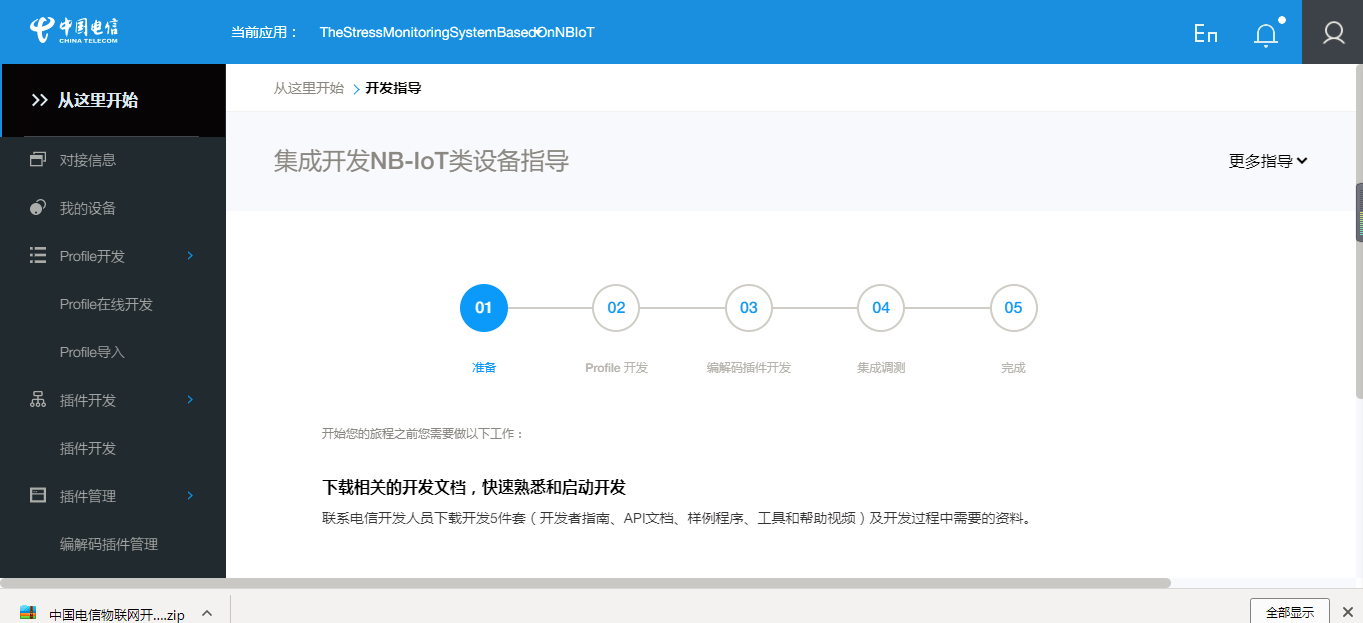 中国电信
CHINA TELECOM
当前应用： TheStressMonitoringSystemBasedOnNBIoT
En
从这里开始
对接信息
我的设备
Profile开发
Profile在线开发
Profile导入
插件开发
插件开发
插件管理
编解码插件管理
从这里开始 > 开发指导
集成开发NB-IoT类设备指导
更多指导
01 02 03 04 05
准备 Profile 开发 编解码插件开发 集成调测 完成
开始您的旅程之前您需要做以下工作：
下载相关的开发文档，快速熟悉和启动开发
联系电信开发人员下载开发5件套（开发者指南、API文档、样例程序、工具和帮助视频）及开发过程中需要的资料。
中国电信物联网开....zip
全部显示